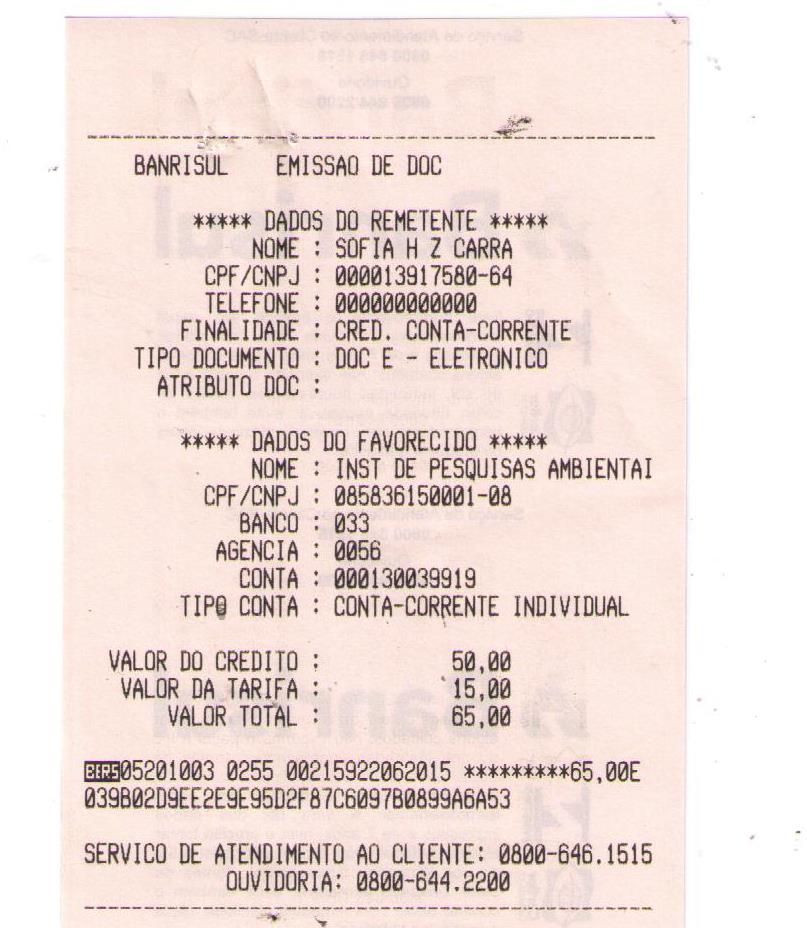 BANRISUL EMISSAO DE DOC
***** DADOS DO REMETENTE *****
NOME : SOFIA H Z CARRA
CPF/CNPJ : 000013917580-64
TELEFONE : 000000000000
FINALIDADE : CRED. CONTA-CORRENTE
TIPO DOCUMENTO : DOC E - ELETRONICO
ATRIBUTO DOC :
***** DADOS DO FAVORECIDO *****
NOME : INST DE PESQUISAS AMBIENTAI
CPF/CNPJ : 085836150001-08
BANCO : 033
AGENCIA : 0056
CONTA : 000130039919
TIPO CONTA : CONTA-CORRENTE INDIVIDUAL
VALOR DO CREDITO : 50,00
VALOR DA TARIFA : 15,00
VALOR TOTAL : 65,00
BERS05201003 0255 00215922062015 *********65,00E
039B02D9EE2E9E95D2F87C6097B0899A6A53
SERVICO DE ATENDIMENTO AO CLIENTE: 0800-646.1515
OUVIDORIA: 0800-644.2200